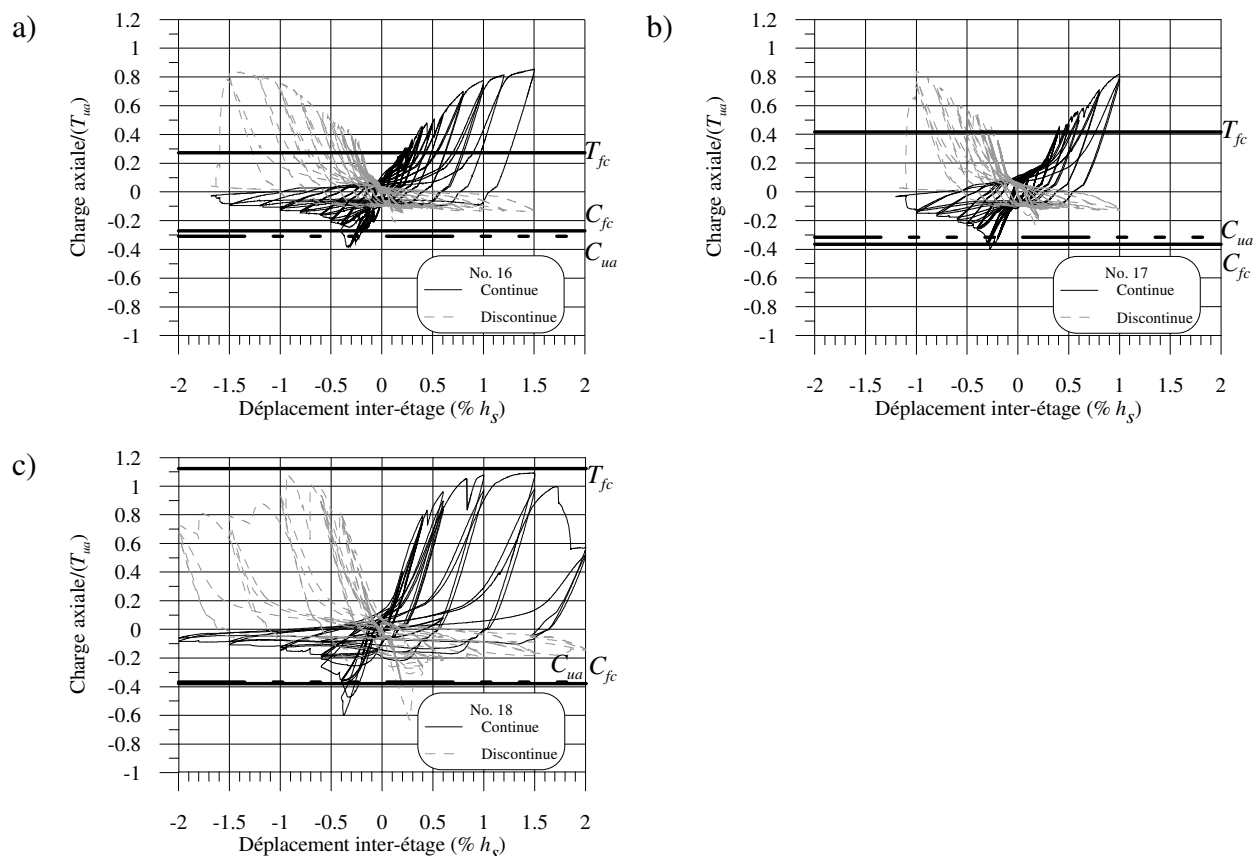 a)
1.2
1
0.8
0.6
0.4
0.2
0
-0.2
-0.4
-0.6
-0.8
-1
Charge axiale/(T_ua)
T_fc
C_fc
C_ua
No. 16
Continue
Discontinue
-2 -1.5 -1 -0.5 0 0.5 1 1.5 2
Déplacement inter-étage (% h_s)
b)
1.2
1
0.8
0.6
0.4
0.2
0
-0.2
-0.4
-0.6
-0.8
-1
Charge axiale/(T_ua)
T_fc
C_ua
C_fc
No. 17
Continue
Discontinue
-2 -1.5 -1 -0.5 0 0.5 1 1.5 2
Déplacement inter-étage (% h_s)
c)
1.2
1
0.8
0.6
0.4
0.2
0
-0.2
-0.4
-0.6
-0.8
-1
Charge axiale/(T_ua)
T_fc
C_ua C_fc
No. 18
Continue
Discontinue
-2 -1.5 -1 -0.5 0 0.5 1 1.5 2
Déplacement inter-étage (% h_s)